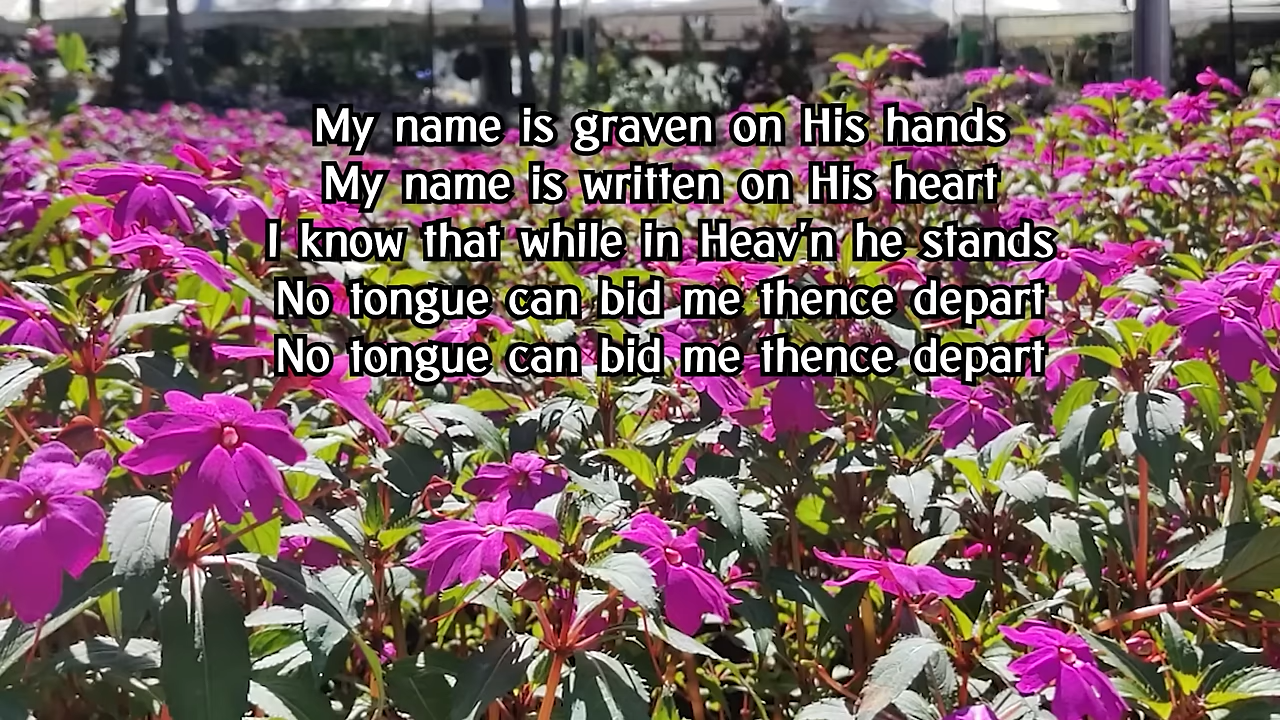 My name is graven on His hands
My name is written on His heart
I know that while in Heav'n he stands
No tongue can bid me thence depart
No tongue can bid me thence depart